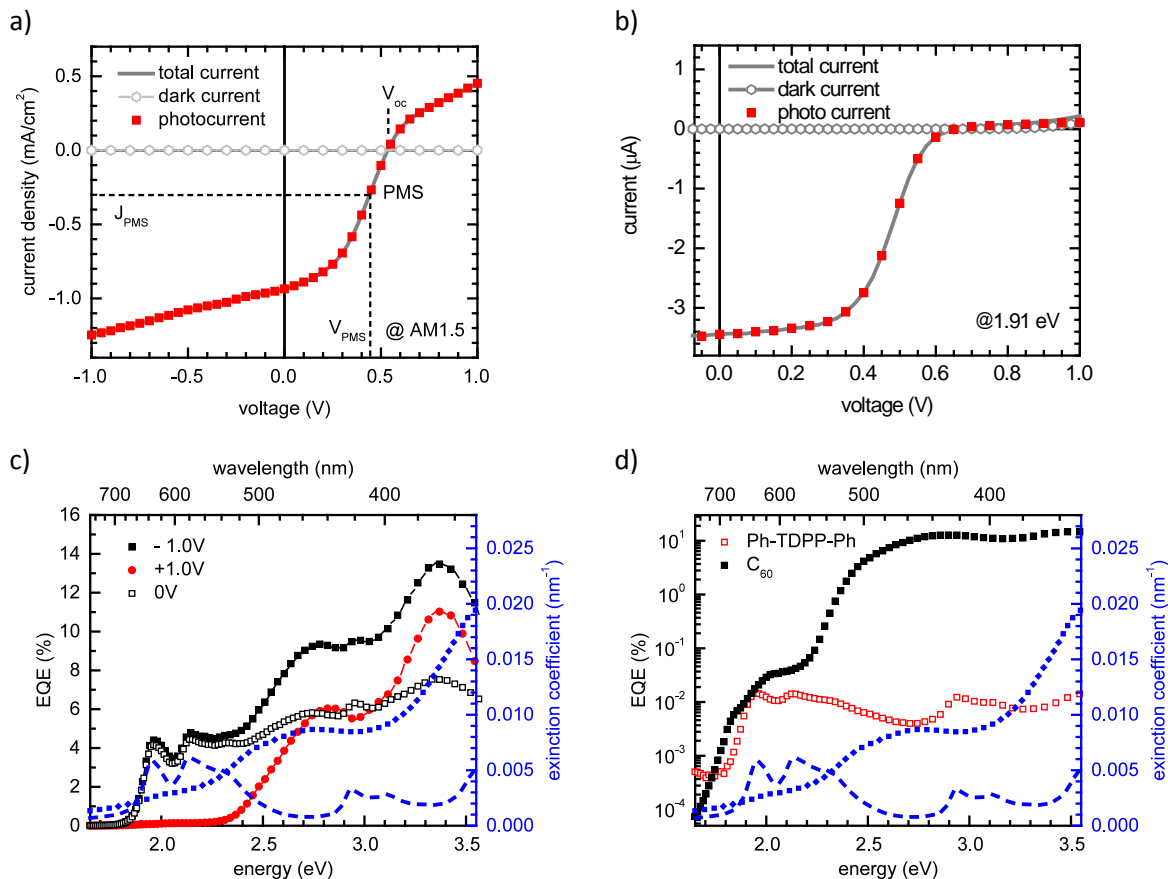 a)
0.5
0.0
-0.5
-1.0
current density (mA/cm²)
total current
dark current
photocurrent
V_oc
PMS
J_PMS
V_PMS
@ AM1.5
-1.0 -0.5 0.0 0.5 1.0
voltage (V)
b)
1
0
-1
-2
-3
current (µA)
total current
dark current
photo current
@1.91 eV
0.0 0.2 0.4 0.6 0.8 1.0
voltage (V)
c)
wavelength (nm)
700 600 500 400
16
14
12
10
8
6
4
2
0
EQE (%)
- 1.0V
+1.0V
0V
0.025
0.020
0.015
0.010
0.005
0.000
extinction coefficient (nm⁻¹)
2.0 2.5 3.0 3.5
energy (eV)
d)
wavelength (nm)
700 600 500 400
10¹
10⁰
10⁻¹
10⁻²
10⁻³
10⁻⁴
EQE (%)
Ph-TDPP-Ph
C₆₀
0.025
0.020
0.015
0.010
0.005
0.000
extinction coefficient (nm⁻¹)
2.0 2.5 3.0 3.5
energy (eV)